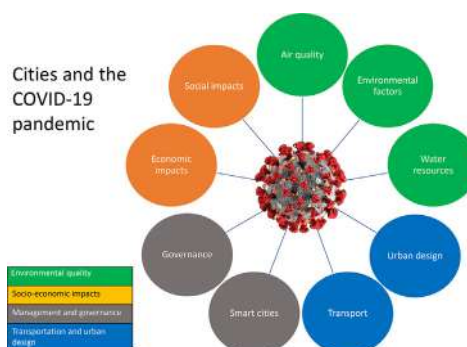 Cities and the
COVID-19
pandemic
Air quality
Environmental
factors
Water
resources
Urban design
Transport
Smart cities
Governance
Economic
impacts
Social impacts
Environmental quality
Socio-economic impacts
Management and governance
Transportation and urban
design